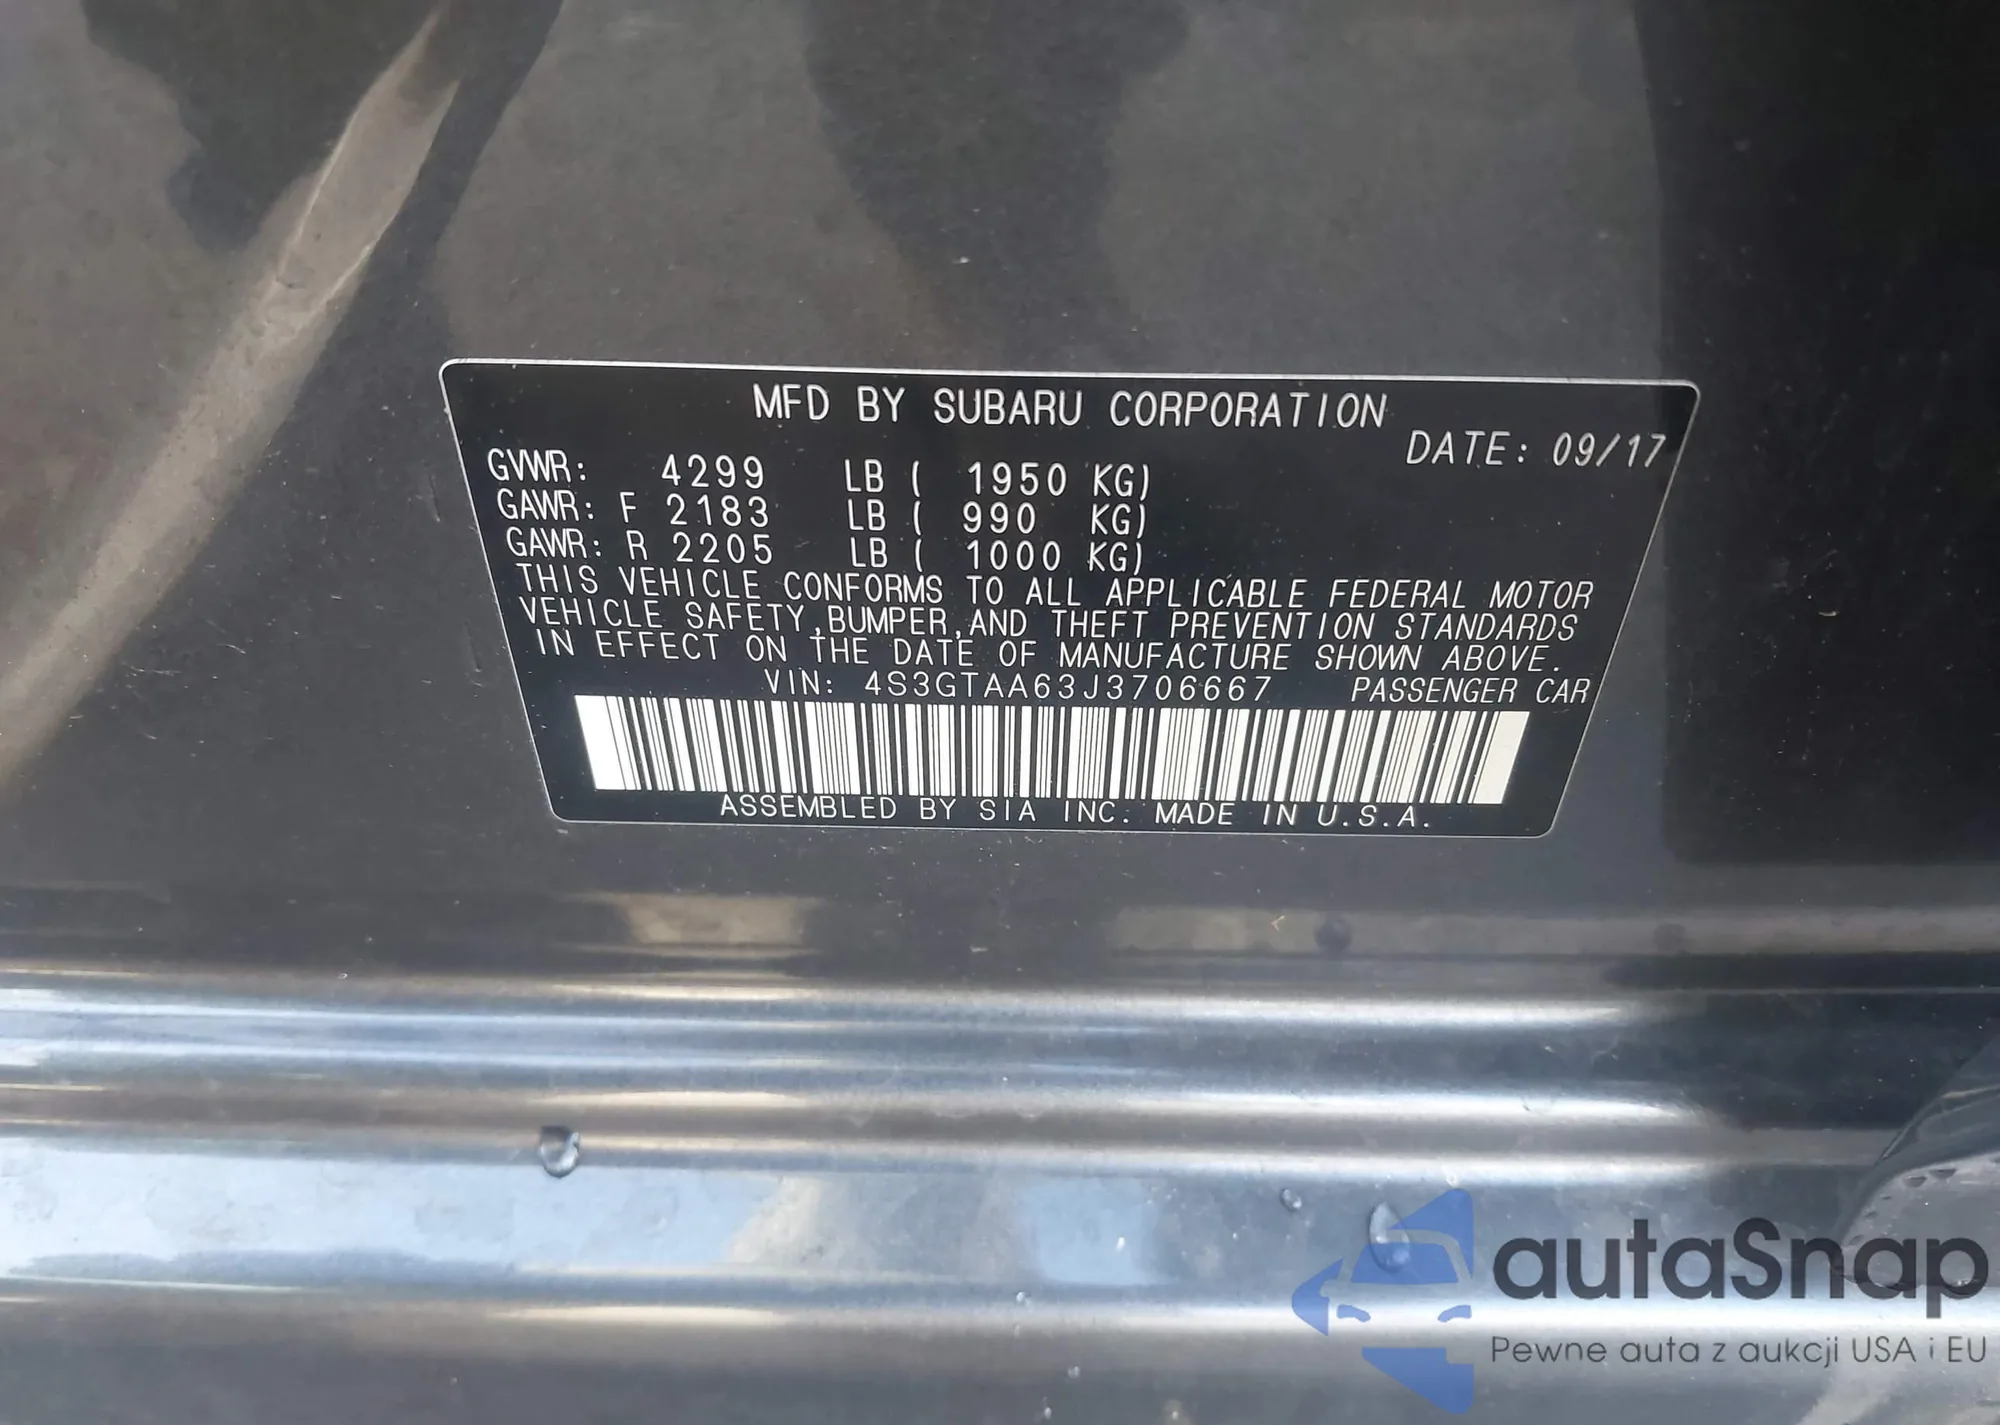 MFD BY SUBARU CORPORATION
DATE: 09/17
GVWR: 4299 LB ( 1950 KG)
GAWR: F 2183 LB ( 990 KG)
GAWR: R 2205 LB ( 1000 KG)
THIS VEHICLE CONFORMS TO ALL APPLICABLE FEDERAL MOTOR
VEHICLE SAFETY,BUMPER,AND THEFT PREVENTION STANDARDS
IN EFFECT ON THE DATE OF MANUFACTURE SHOWN ABOVE.
VIN: 4S3GTAA63J3706667 PASSENGER CAR
ASSEMBLED BY SIA INC. MADE IN U.S.A.
autaSnap
Pewne auta z aukcji USA i EU